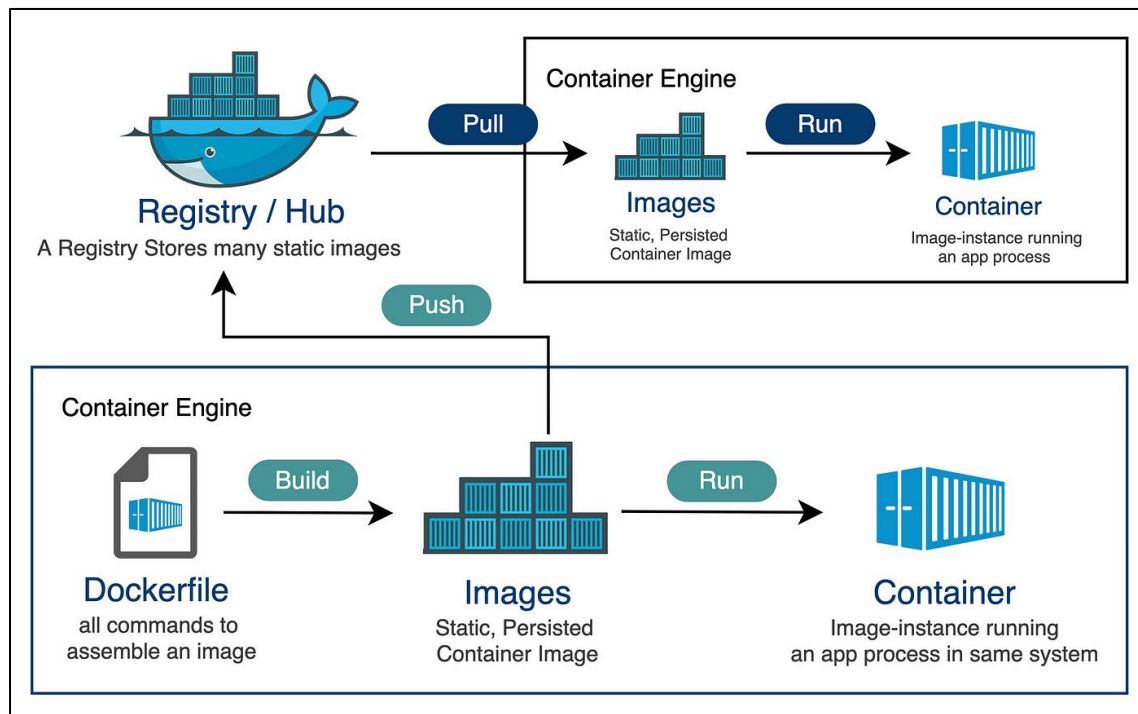 Container Engine
Pull
Run
Registry / Hub
A Registry Stores many static images
Images
Static, Persisted
Container Image
Container
Image-instance running
an app process
Push
Container Engine
Build
Run
Dockerfile
all commands to
assemble an image
Images
Static, Persisted
Container Image
Container
Image-instance running
an app process in same system